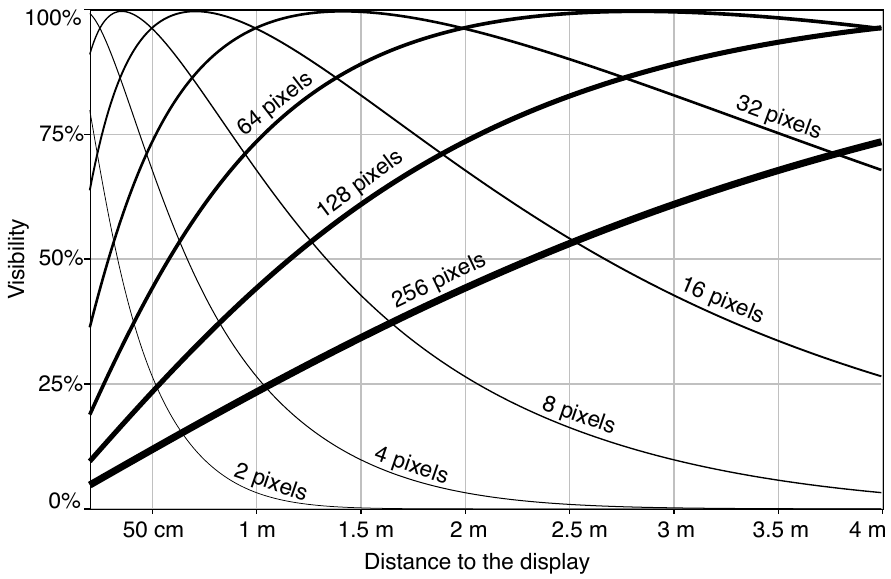 100%
75%
50%
25%
0%
Visibility
64 pixels
32 pixels
128 pixels
256 pixels
16 pixels
8 pixels
4 pixels
2 pixels
50 cm 1 m 1.5 m 2 m 2.5 m 3 m 3.5 m 4 m
Distance to the display